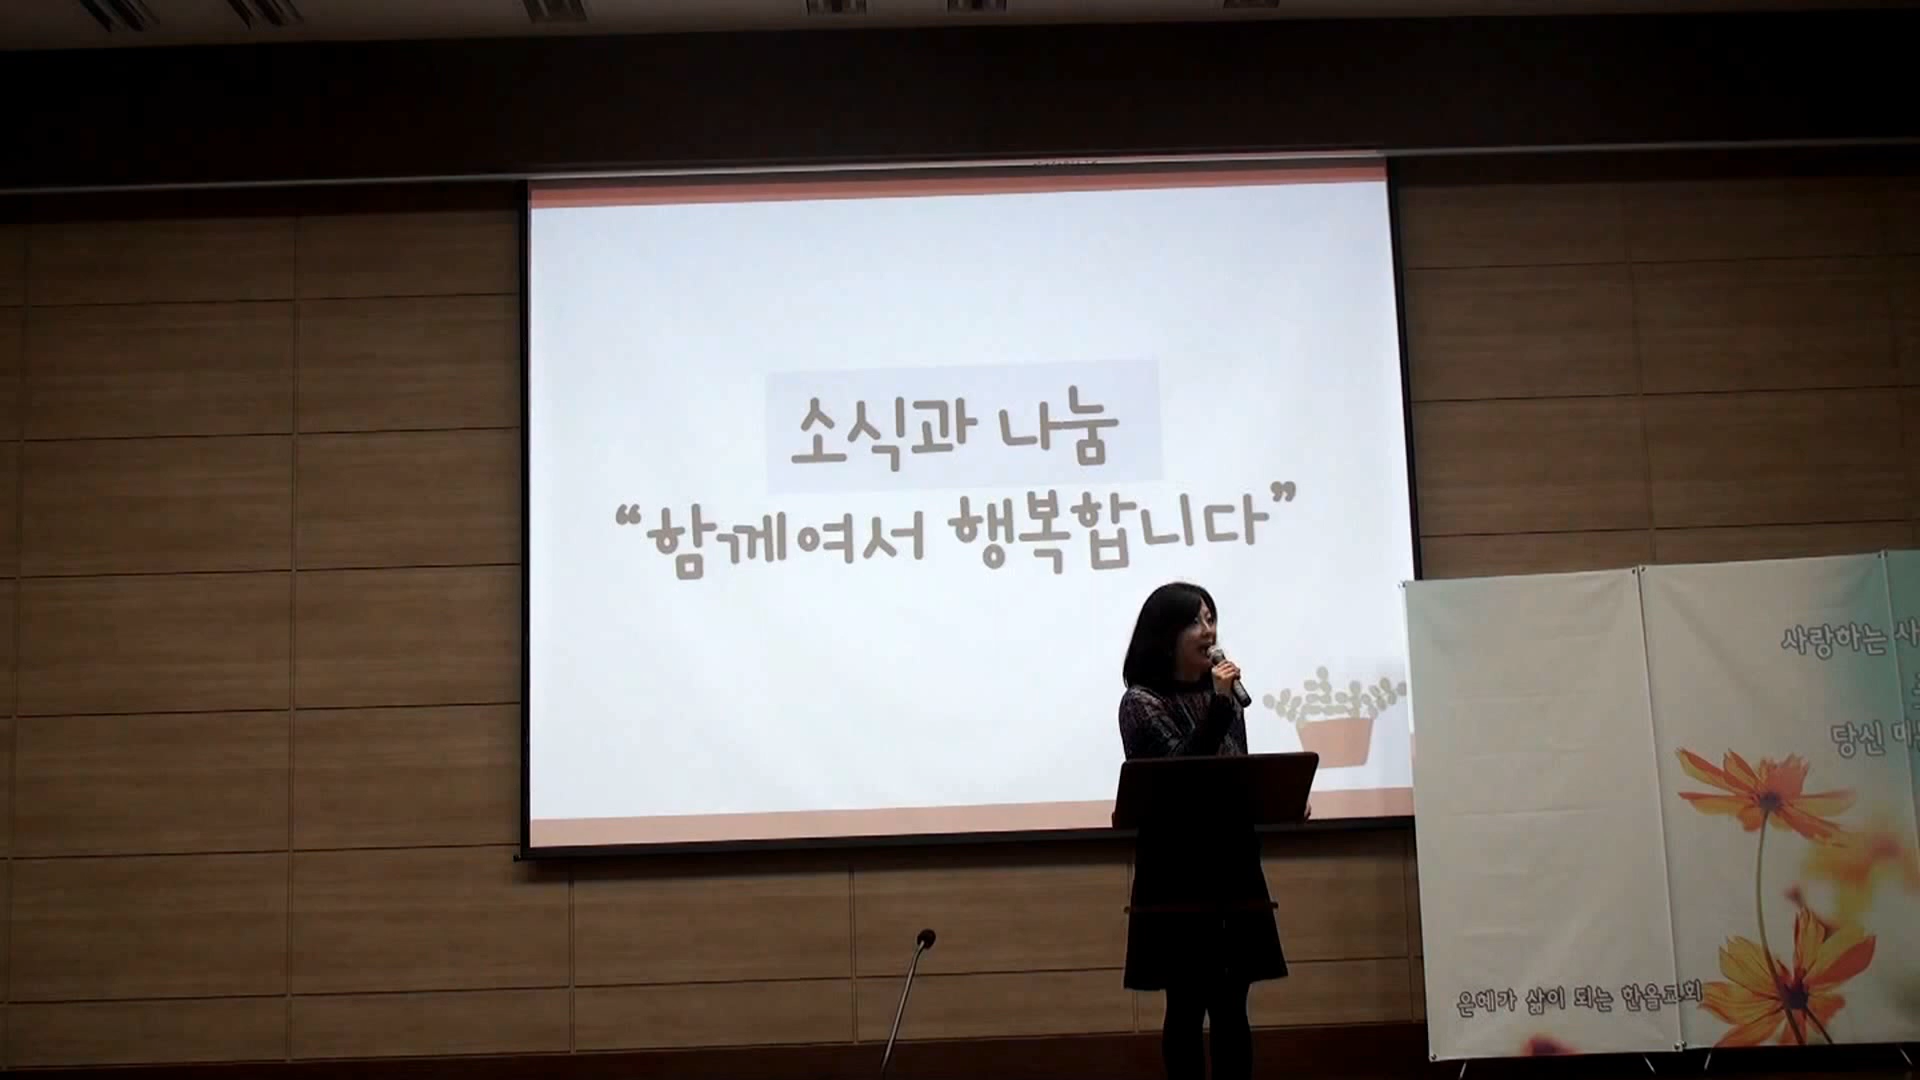 소식과 나눔
“함께여서 행복합니다”
사랑하는
당신
은혜가 삶이 되는 한울교회